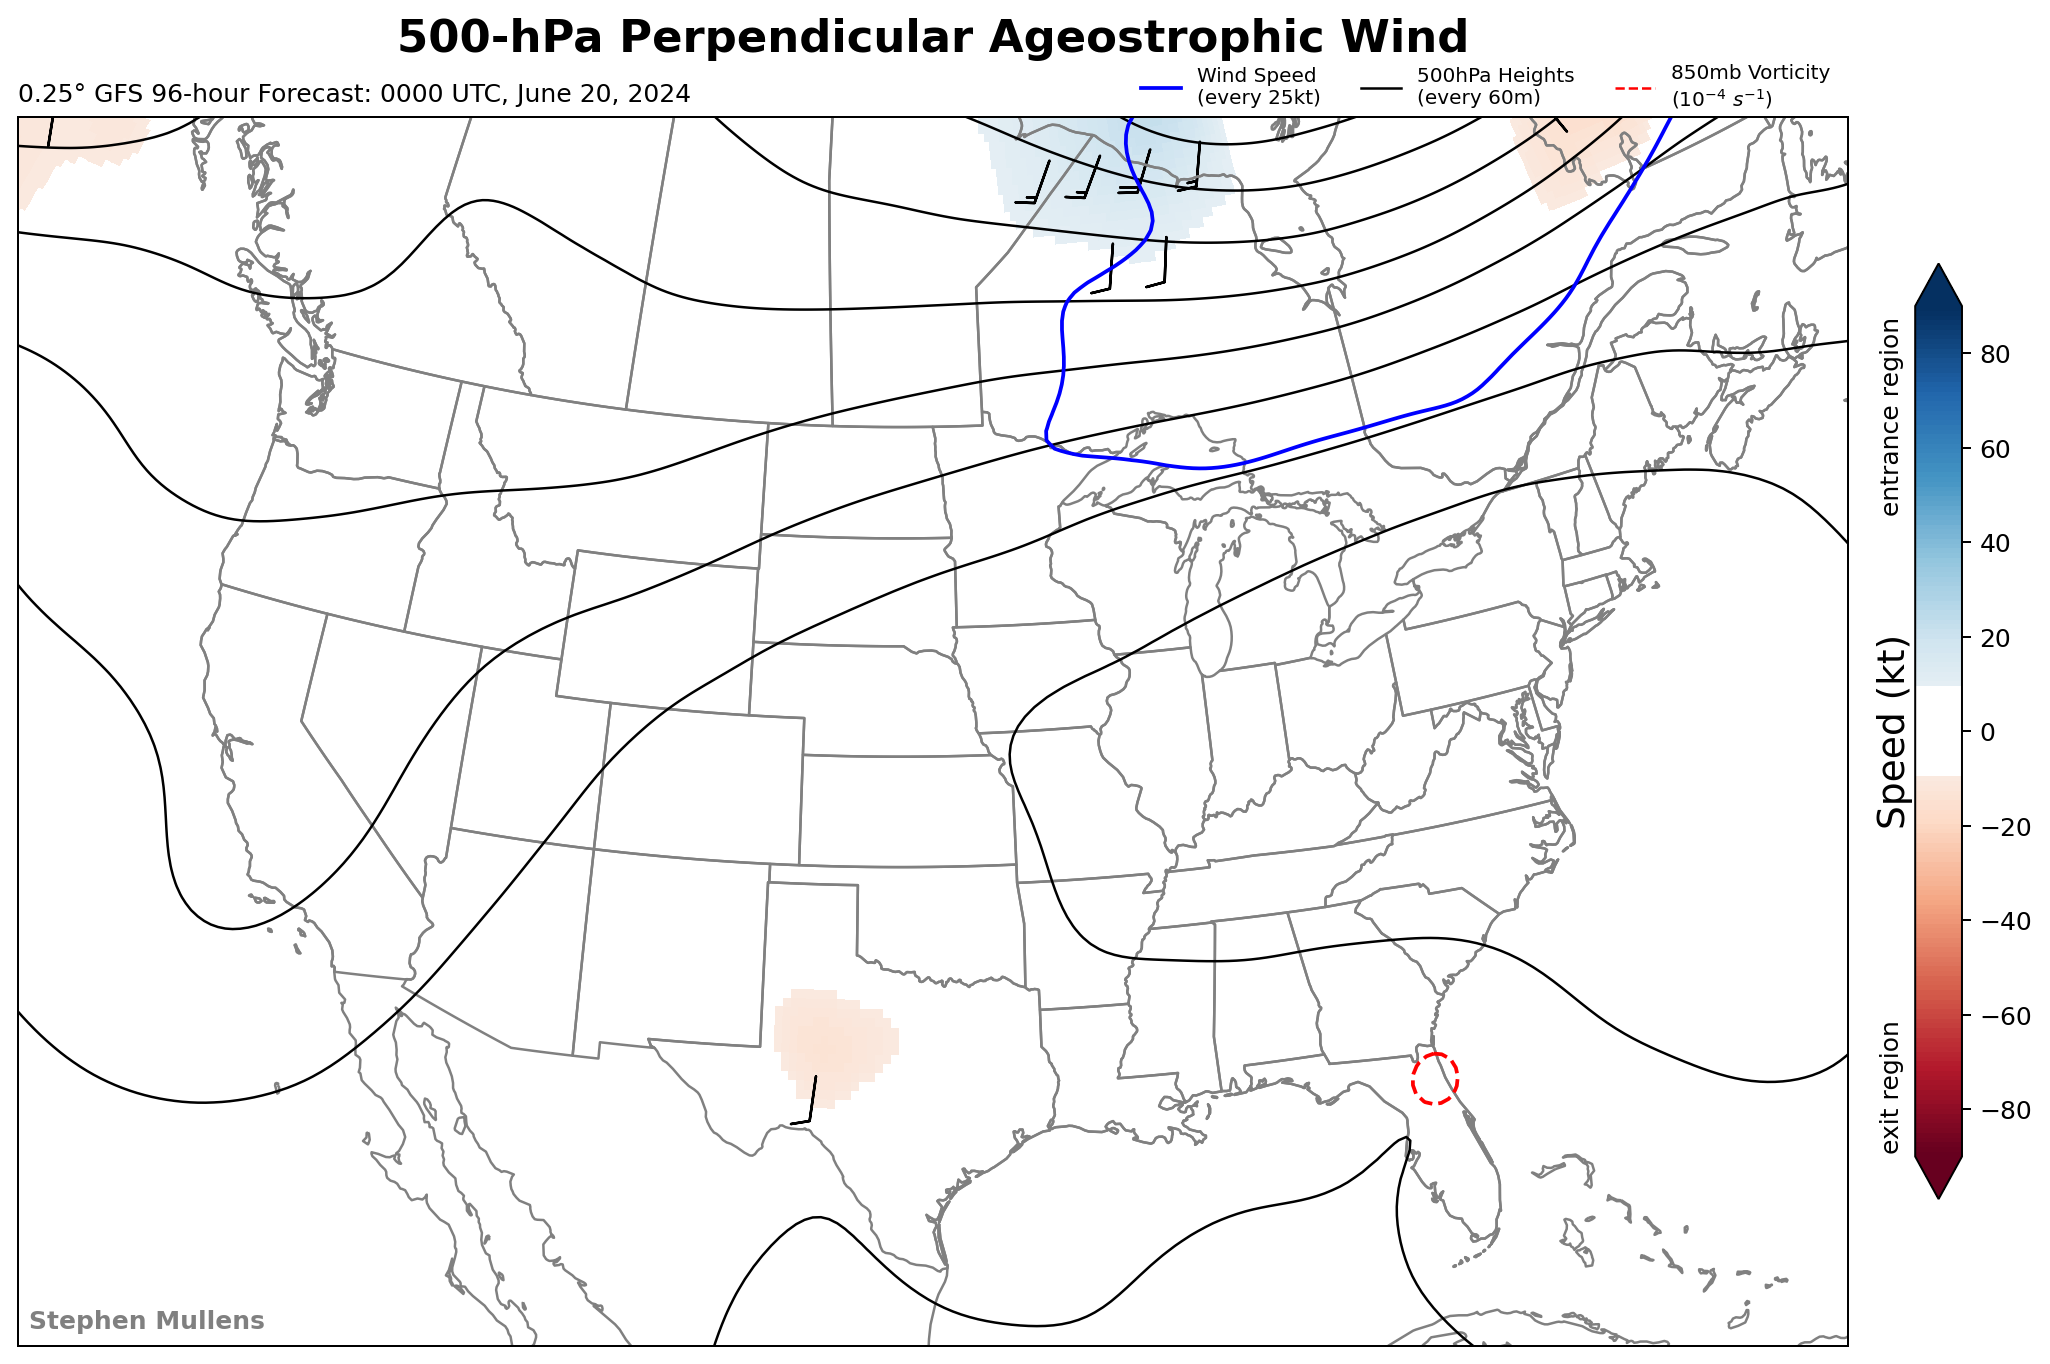 500-hPa Perpendicular Ageostrophic Wind
0.25° GFS 96-hour Forecast: 0000 UTC, June 20, 2024
Wind Speed
(every 25kt)
500hPa Heights
(every 60m)
850mb Vorticity
(10⁻⁴ s⁻¹)
entrance region
Speed (kt)
exit region
80
60
40
20
0
−20
−40
−60
−80
Stephen Mullens